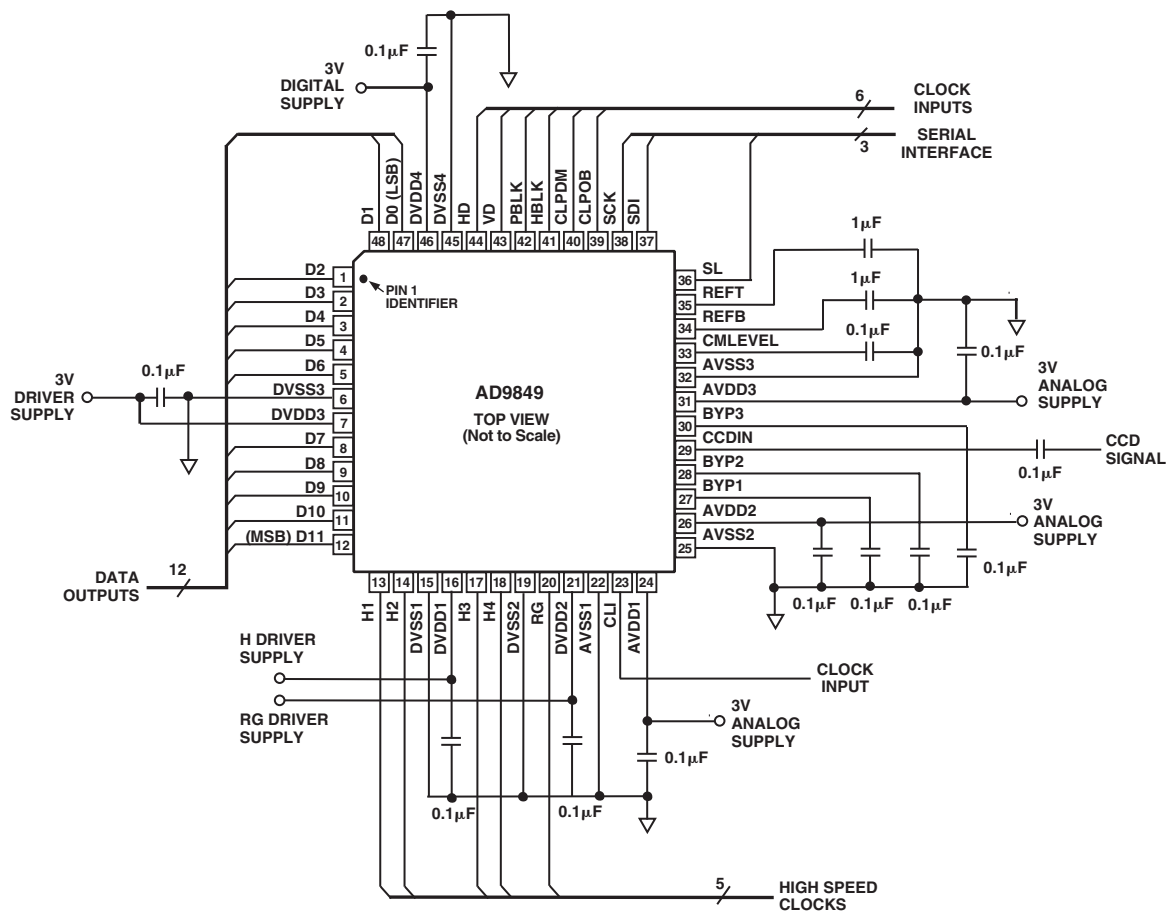 0.1μF
3V
DIGITAL
SUPPLY
6
CLOCK
INPUTS
3
SERIAL
INTERFACE
D1
D0 (LSB)
DVDD4
DVSS4
HD
VD
PBLK
HBLK
CLPDM
CLPOB
SCK
SDI
48
47
46
45
44
43
42
41
40
39
38
37
D2
1
D3
2
D4
3
D5
4
D6
5
DVSS3
6
DVDD3
7
D7
8
D8
9
D9
10
D10
11
(MSB) D11
12
3V
DRIVER
SUPPLY
0.1μF
DATA
OUTPUTS
12
PIN 1
IDENTIFIER
AD9849
TOP VIEW
(Not to Scale)
36
SL
35
REFT
34
REFB
33
CMLEVEL
32
AVSS3
31
AVDD3
30
BYP3
29
CCDIN
28
BYP2
27
BYP1
26
AVDD2
25
AVSS2
1μF
1μF
0.1μF
0.1μF
3V
ANALOG
SUPPLY
CCD
SIGNAL
0.1μF
3V
ANALOG
SUPPLY
0.1μF
0.1μF
0.1μF
0.1μF
13
14
15
16
17
18
19
20
21
22
23
24
H1
H2
DVSS1
DVDD1
H3
H4
DVSS2
RG
DVDD2
AVSS1
CLI
AVDD1
H DRIVER
SUPPLY
RG DRIVER
SUPPLY
CLOCK
INPUT
3V
ANALOG
SUPPLY
0.1μF
0.1μF
0.1μF
5
HIGH SPEED
CLOCKS